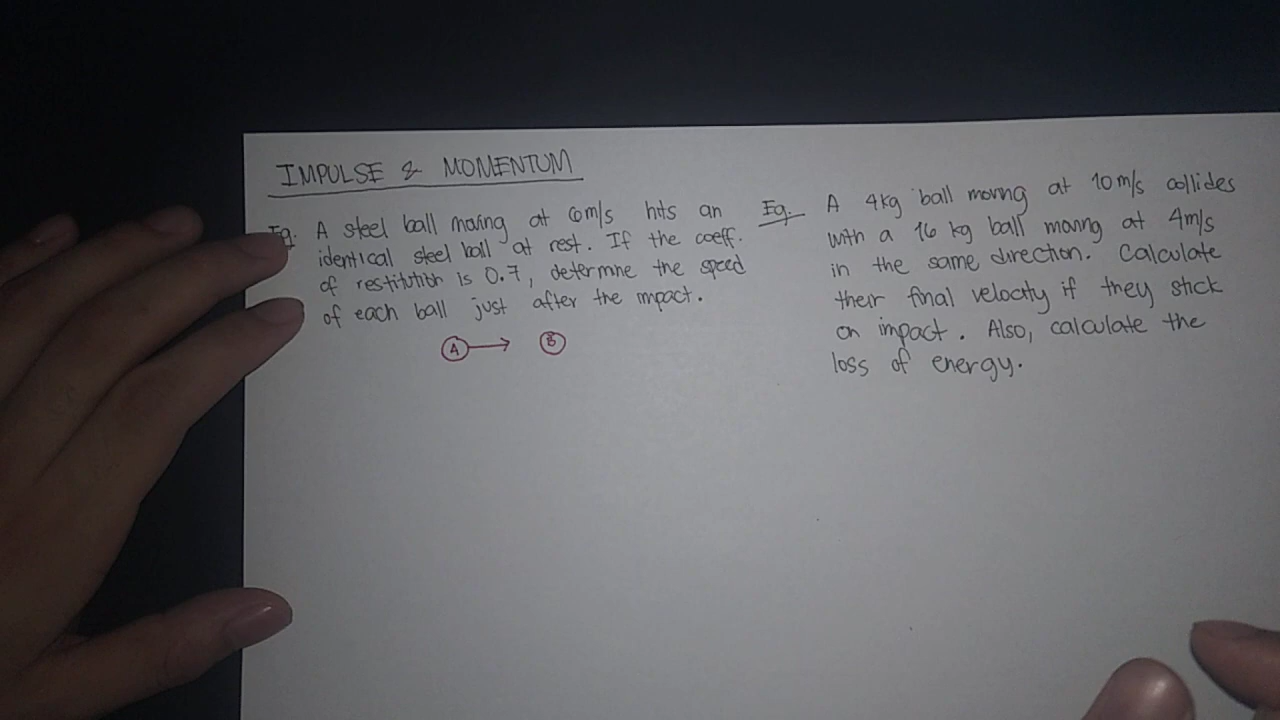 IMPULSE & MOMENTUM
Eg. A steel ball moving at 6m/s hits an
identical steel ball at rest. If the coeff.
of restitution is 0.7, determine the speed
of each ball just after the impact.
A B
Eg. A 4kg ball moving at 10m/s collides
with a 16 kg ball moving at 4m/s
in the same direction. Calculate
their final velocity if they stick
on impact. Also, calculate the
loss of energy.